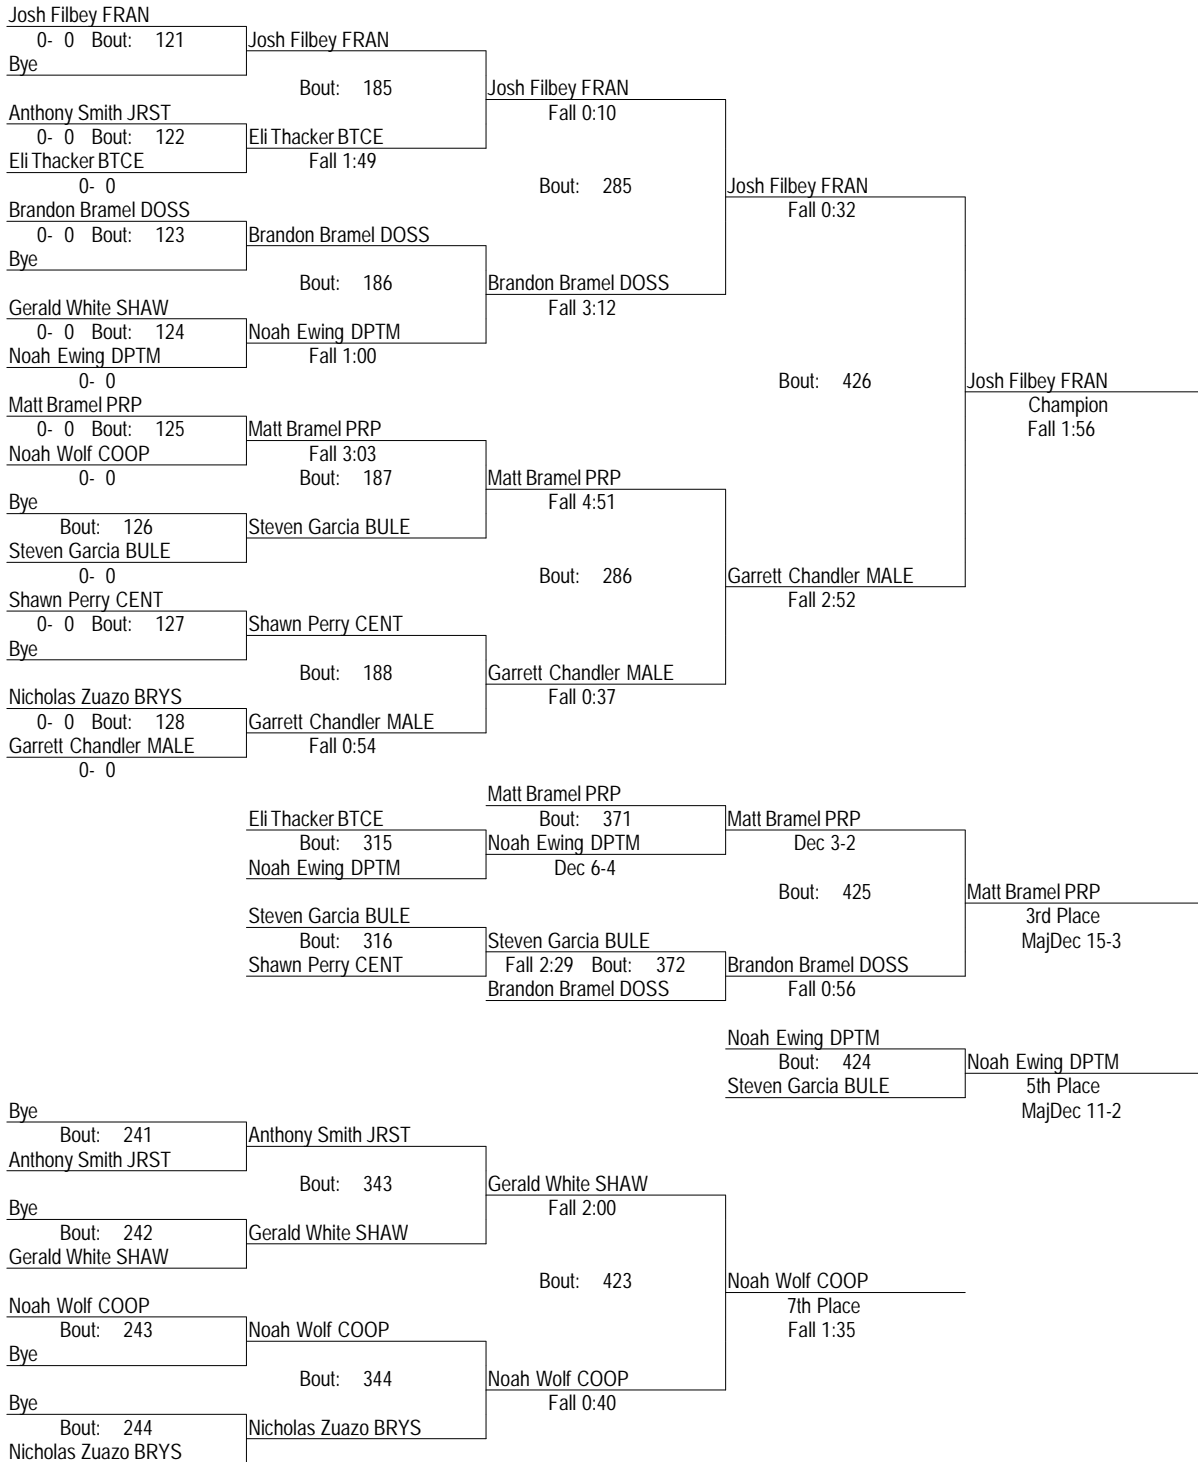 Josh Filbey FRAN
0- 0 Bout: 121
Josh Filbey FRAN
Bye
Bout: 185
Josh Filbey FRAN
Anthony Smith JRST
Fall 0:10
0- 0 Bout: 122
Eli Thacker BTCE
Eli Thacker BTCE
Fall 1:49
0- 0
Bout: 285
Josh Filbey FRAN
Brandon Bramel DOSS
Fall 0:32
0- 0 Bout: 123
Brandon Bramel DOSS
Bye
Bout: 186
Brandon Bramel DOSS
Gerald White SHAW
Fall 3:12
0- 0 Bout: 124
Noah Ewing DPTM
Noah Ewing DPTM
Fall 1:00
0- 0
Bout: 426
Josh Filbey FRAN
Matt Bramel PRP
Champion
0- 0 Bout: 125
Matt Bramel PRP
Fall 1:56
Noah Wolf COOP
Fall 3:03
0- 0
Bout: 187
Matt Bramel PRP
Bye
Fall 4:51
Bout: 126
Steven Garcia BULE
Steven Garcia BULE
0- 0
Bout: 286
Garrett Chandler MALE
Shawn Perry CENT
Fall 2:52
0- 0 Bout: 127
Shawn Perry CENT
Bye
Bout: 188
Garrett Chandler MALE
Nicholas Zuazo BRYS
Fall 0:37
0- 0 Bout: 128
Garrett Chandler MALE
Garrett Chandler MALE
Fall 0:54
0- 0
Matt Bramel PRP
Eli Thacker BTCE
Bout: 371
Matt Bramel PRP
Bout: 315
Noah Ewing DPTM
Dec 3-2
Noah Ewing DPTM
Dec 6-4
Bout: 425
Matt Bramel PRP
Steven Garcia BULE
3rd Place
Bout: 316
Steven Garcia BULE
MajDec 15-3
Shawn Perry CENT
Fall 2:29 Bout: 372
Brandon Bramel DOSS
Brandon Bramel DOSS
Fall 0:56
Noah Ewing DPTM
Bout: 424
Noah Ewing DPTM
Steven Garcia BULE
5th Place
MajDec 11-2
Bye
Bout: 241
Anthony Smith JRST
Anthony Smith JRST
Bout: 343
Gerald White SHAW
Bye
Fall 2:00
Bout: 242
Gerald White SHAW
Gerald White SHAW
Bout: 423
Noah Wolf COOP
Noah Wolf COOP
7th Place
Bout: 243
Noah Wolf COOP
Fall 1:35
Bye
Bout: 344
Noah Wolf COOP
Bye
Fall 0:40
Bout: 244
Nicholas Zuazo BRYS
Nicholas Zuazo BRYS